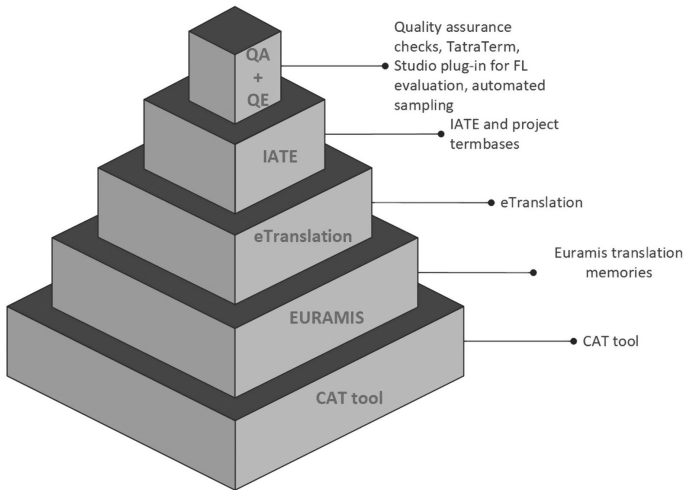 Quality assurance
checks, TatraTerm,
Studio plug-in for FL
evaluation, automated
sampling
QA
+
QE
IATE and project
termbases
IATE
eTranslation
eTranslation
Euramis translation
memories
EURAMIS
CAT tool
CAT tool